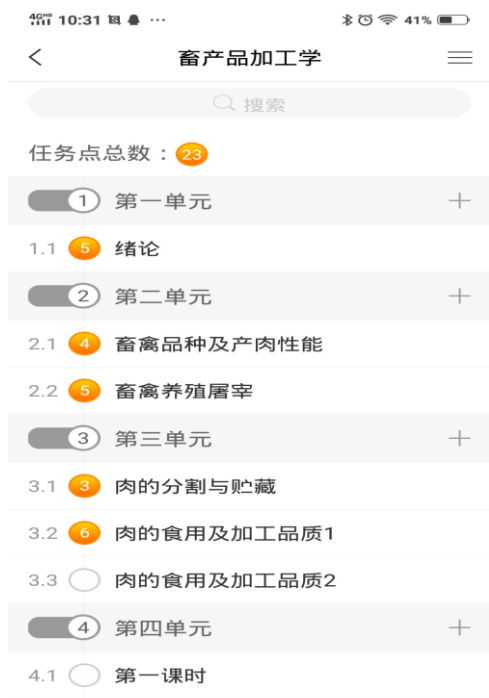 4G HD 10:31 ··· 41%
畜产品加工学
搜索
任务点总数：23
1 第一单元
1.1 5 绪论
2 第二单元
2.1 4 畜禽品种及产肉性能
2.2 5 畜禽养殖屠宰
3 第三单元
3.1 3 肉的分割与贮藏
3.2 6 肉的食用及加工品质1
3.3 肉的食用及加工品质2
4 第四单元
4.1 第一课时